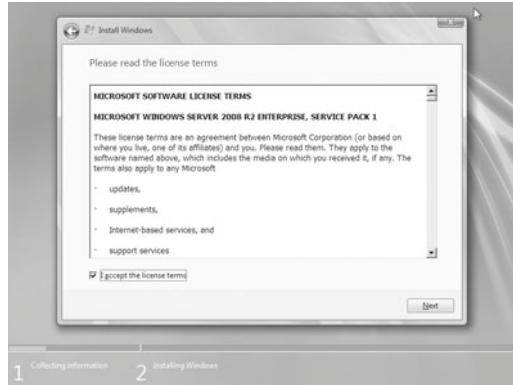 Install Windows
Please read the license terms
MICROSOFT SOFTWARE LICENSE TERMS
MICROSOFT WINDOWS SERVER 2008 R2 ENTERPRISE, SERVICE PACK 1
These license terms are an agreement between Microsoft Corporation (or based on
where you live, one of its affiliates) and you. Please read them. They apply to the
software named above, which includes the media on which you received it, if any. The
terms also apply to any Microsoft
- updates,
- supplements,
- Internet-based services, and
- support services
I accept the license terms
Next
1 Collecting information 2 Installing Windows